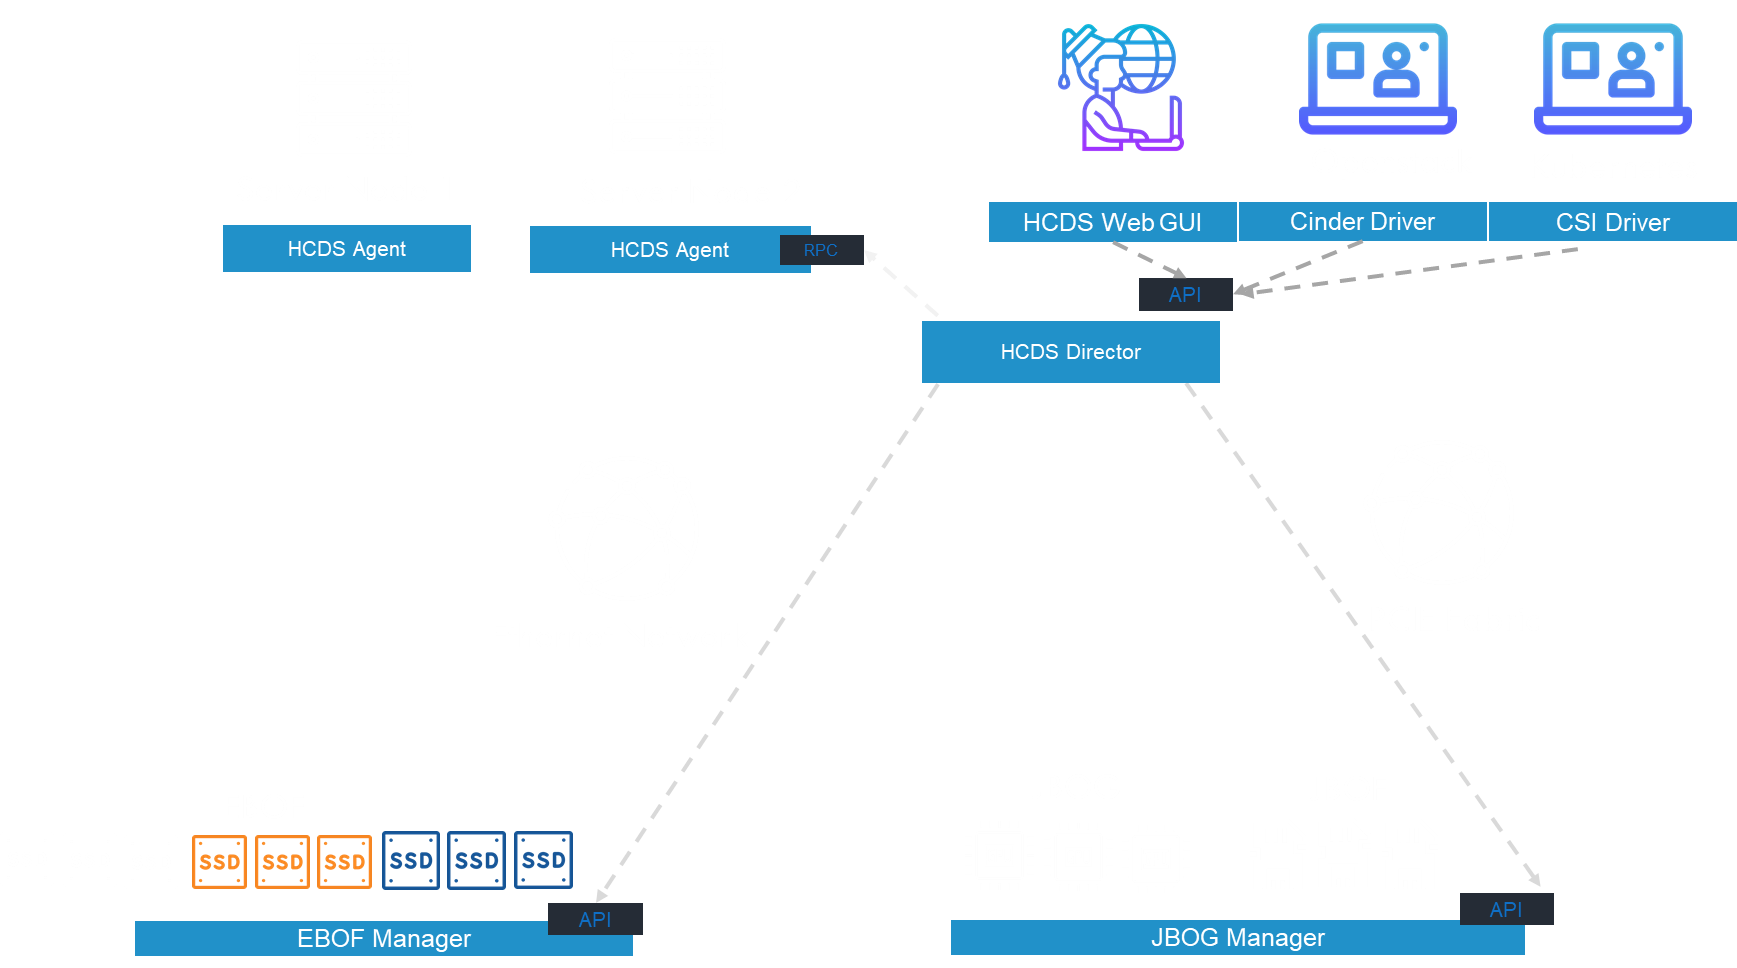 HCDS Web GUI
Cinder Driver
CSI Driver
HCDS Agent
HCDS Agent
RPC
API
HCDS Director
SSD
SSD
SSD
SSD
SSD
SSD
API
EBOF Manager
API
JBOG Manager